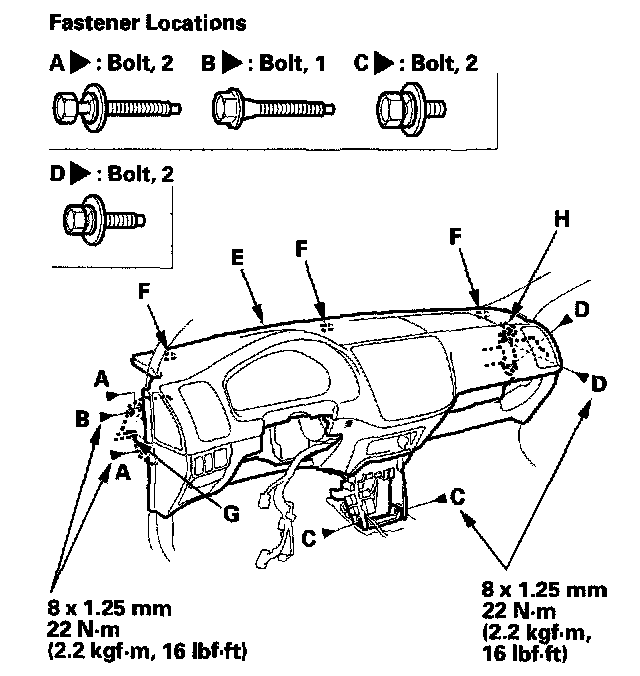 Fastener Locations
A▶: Bolt, 2 B▶: Bolt, 1 C▶: Bolt, 2
D▶: Bolt, 2
H
F
E
F
F
D
A
B
D
A
G
C
C
8 x 1.25 mm
22 N·m
(2.2 kgf·m, 16 lbf·ft)
8 x 1.25 mm
22 N·m
(2.2 kgf·m,
16 lbf·ft)